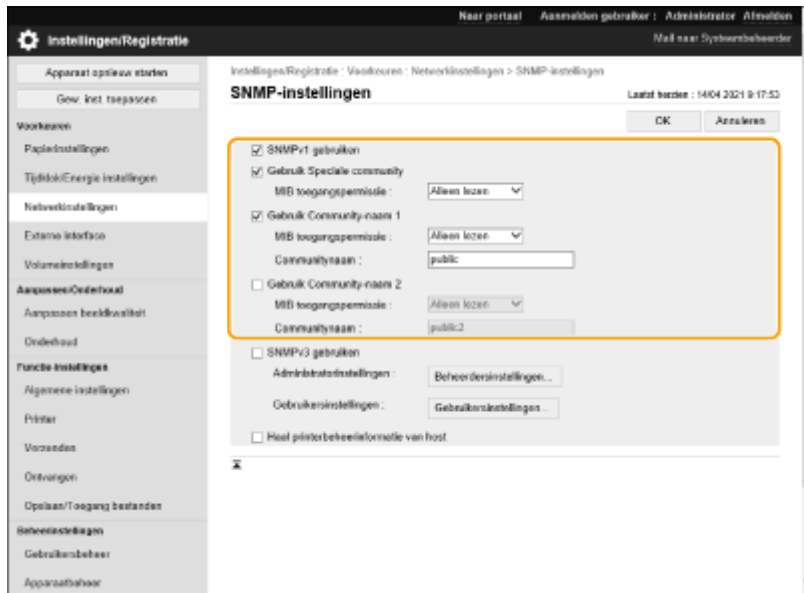 Naar portaal Aanmelden gebruiker : Administrator Afmelden
Instellingen/Registratie
Mail naar Systeembeheerder
Apparaat opnieuw starten
Gew. inst. toepassen
Voorkeuren
Papierinstellingen
Tijdklok/Energie instellingen
Netwerkinstellingen
Externe interface
Volumeinstellingen
Aanpassen/Onderhoud
Aanpassen beeldkwaliteit
Onderhoud
Functie-instellingen
Algemene instellingen
Printer
Verzenden
Ontvangen
Opslaan/Toegang bestanden
Beheerinstellingen
Gebruikersbeheer
Apparaatbeheer
Instellingen/Registratie : Voorkeuren : Netwerkinstellingen > SNMP-instellingen
SNMP-instellingen
Laatst herzien : 14/04 2021 9:17:53
OK Annuleren
SNMPv1 gebruiken
Gebruik Speciale community
MIB toegangspermissie : Alleen lezen
Gebruik Community-naam 1
MIB toegangspermissie : Alleen lezen
Communitynaam : public
Gebruik Community-naam 2
MIB toegangspermissie : Alleen lezen
Communitynaam : public2
SNMPv3 gebruiken
Administratorinstellingen : Beheerdersinstellingen...
Gebruikersinstellingen : Gebruikersinstellingen...
Haal printerbeheerinformatie van host